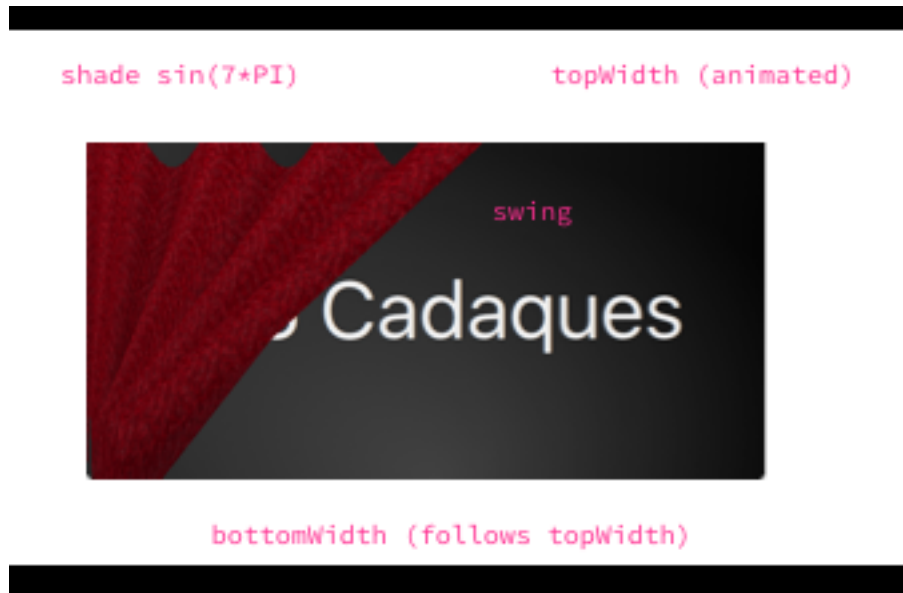 shade sin(7*PI)
topWidth (animated)
swing
Cadaques
bottomWidth (follows topWidth)